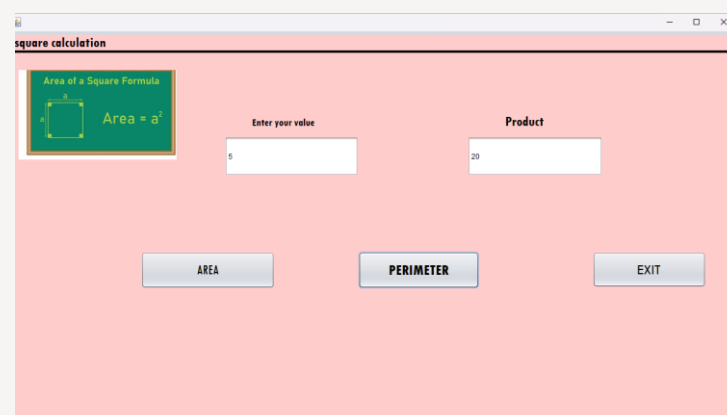 square calculation
Area of a Square Formula
a
a
Area = a²
Enter your value
Product
5
20
AREA
PERIMETER
EXIT